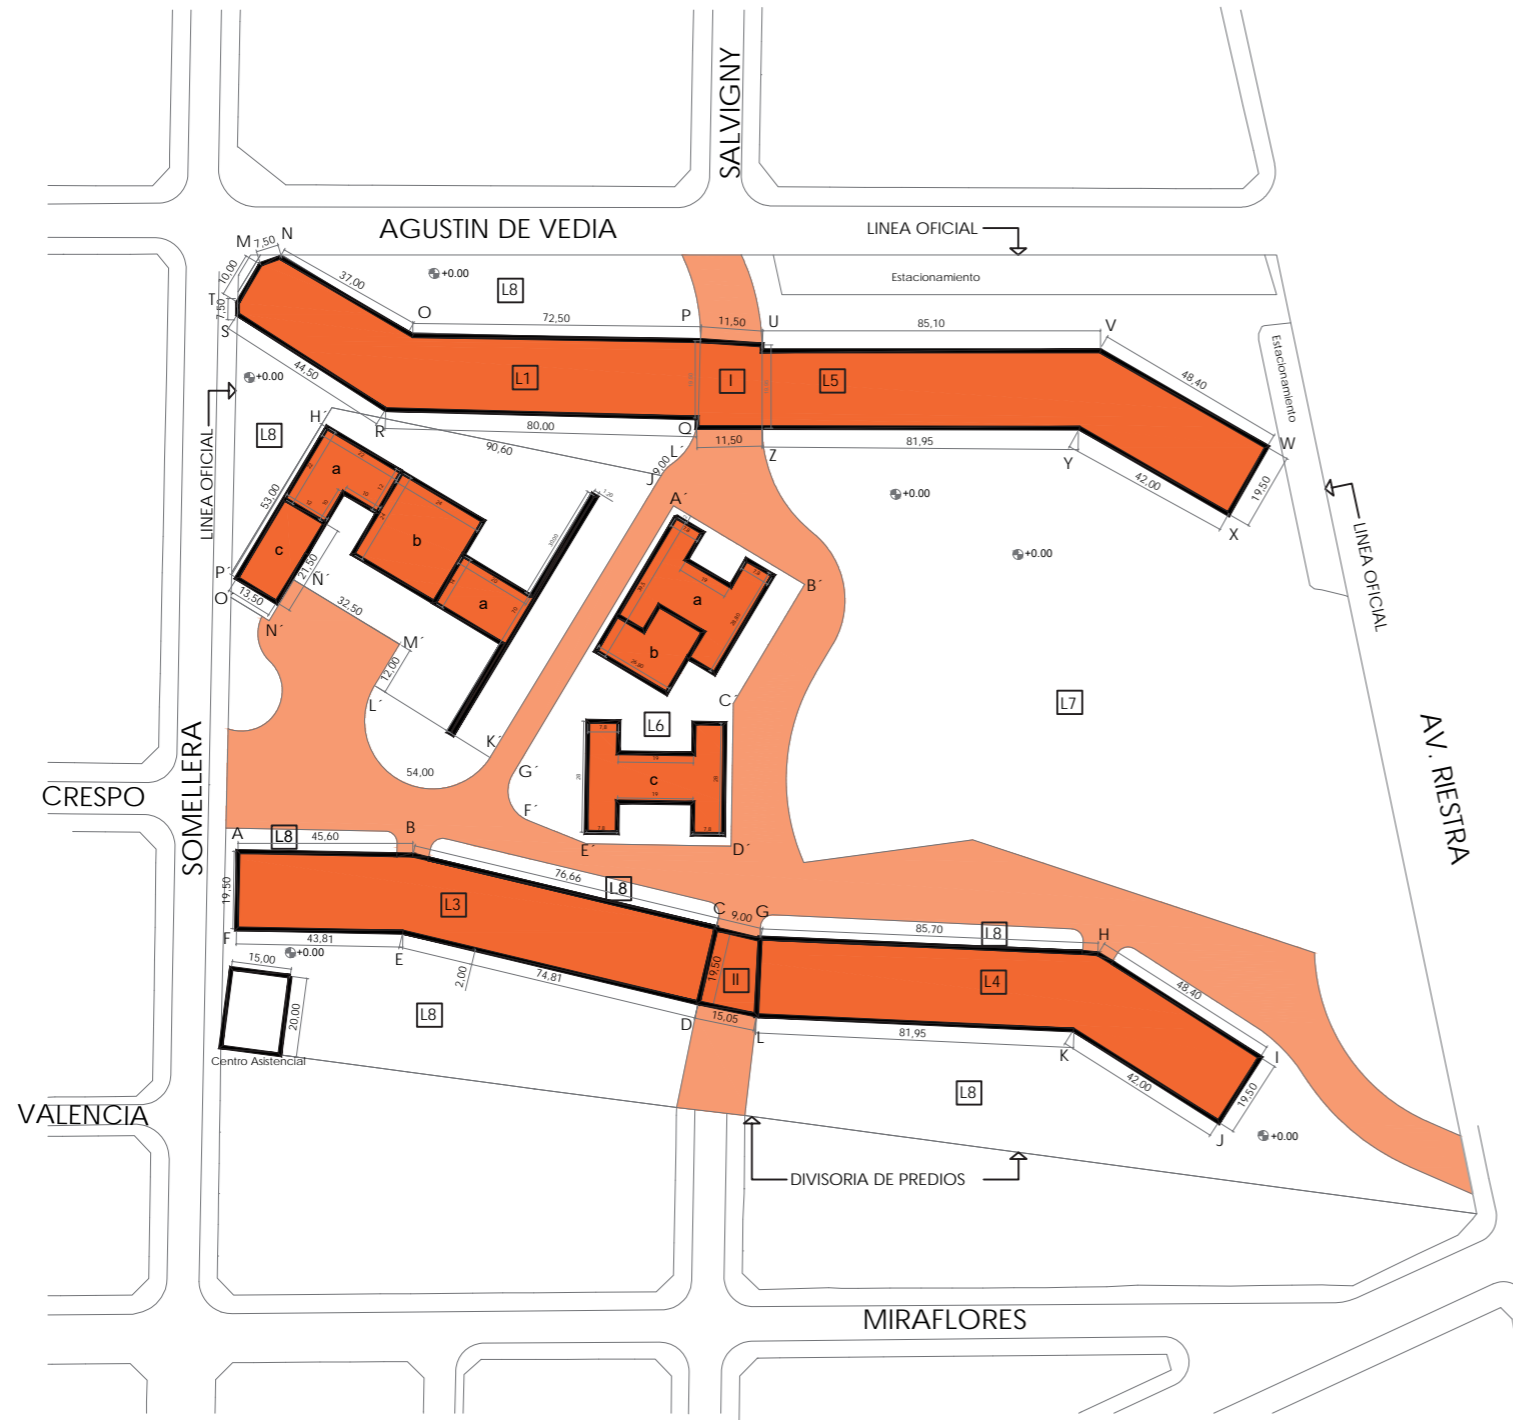 SALVIGNY
AGUSTIN DE VEDIA
LINEA OFICIAL
M
7,50
N
10,00
T
7,50
S
37,00
+0.00
L8
O
72,50
P
11,50
U
85,10
V
Estacionamiento
Estacionamiento
48,40
W
19,50
X
+0.00
LINEA OFICIAL
L8
44,50
L1
I
L5
H´
R
80,00
Q
11,50
Z
81,95
Y
42,00
90,60
L´
9,00
J´
A´
+0.00
+0.00
LINEA OFICIAL
53,00
a
b
c
a
P´
O´
13,50
N´
21,50
N´
32,50
M´
12,00
L´
K´
54,00
G´
F´
E´
D´
C´
B´
a
b
L6
c
L7
SOMELLERA
CRESPO
AV. RIESTRA
A
L8
45,60
B
76,66
L8
C
9,00
G
85,70
L8
H
48,40
I
19,50
L3
19,50
II
L4
F
43,81
E
+0.00
15,00
20,00
Centro Asistencial
2,00
74,81
L8
D
15,05
L
81,95
K
42,00
19,50
J
+0.00
L8
VALENCIA
DIVISORIA DE PREDIOS
MIRAFLORES